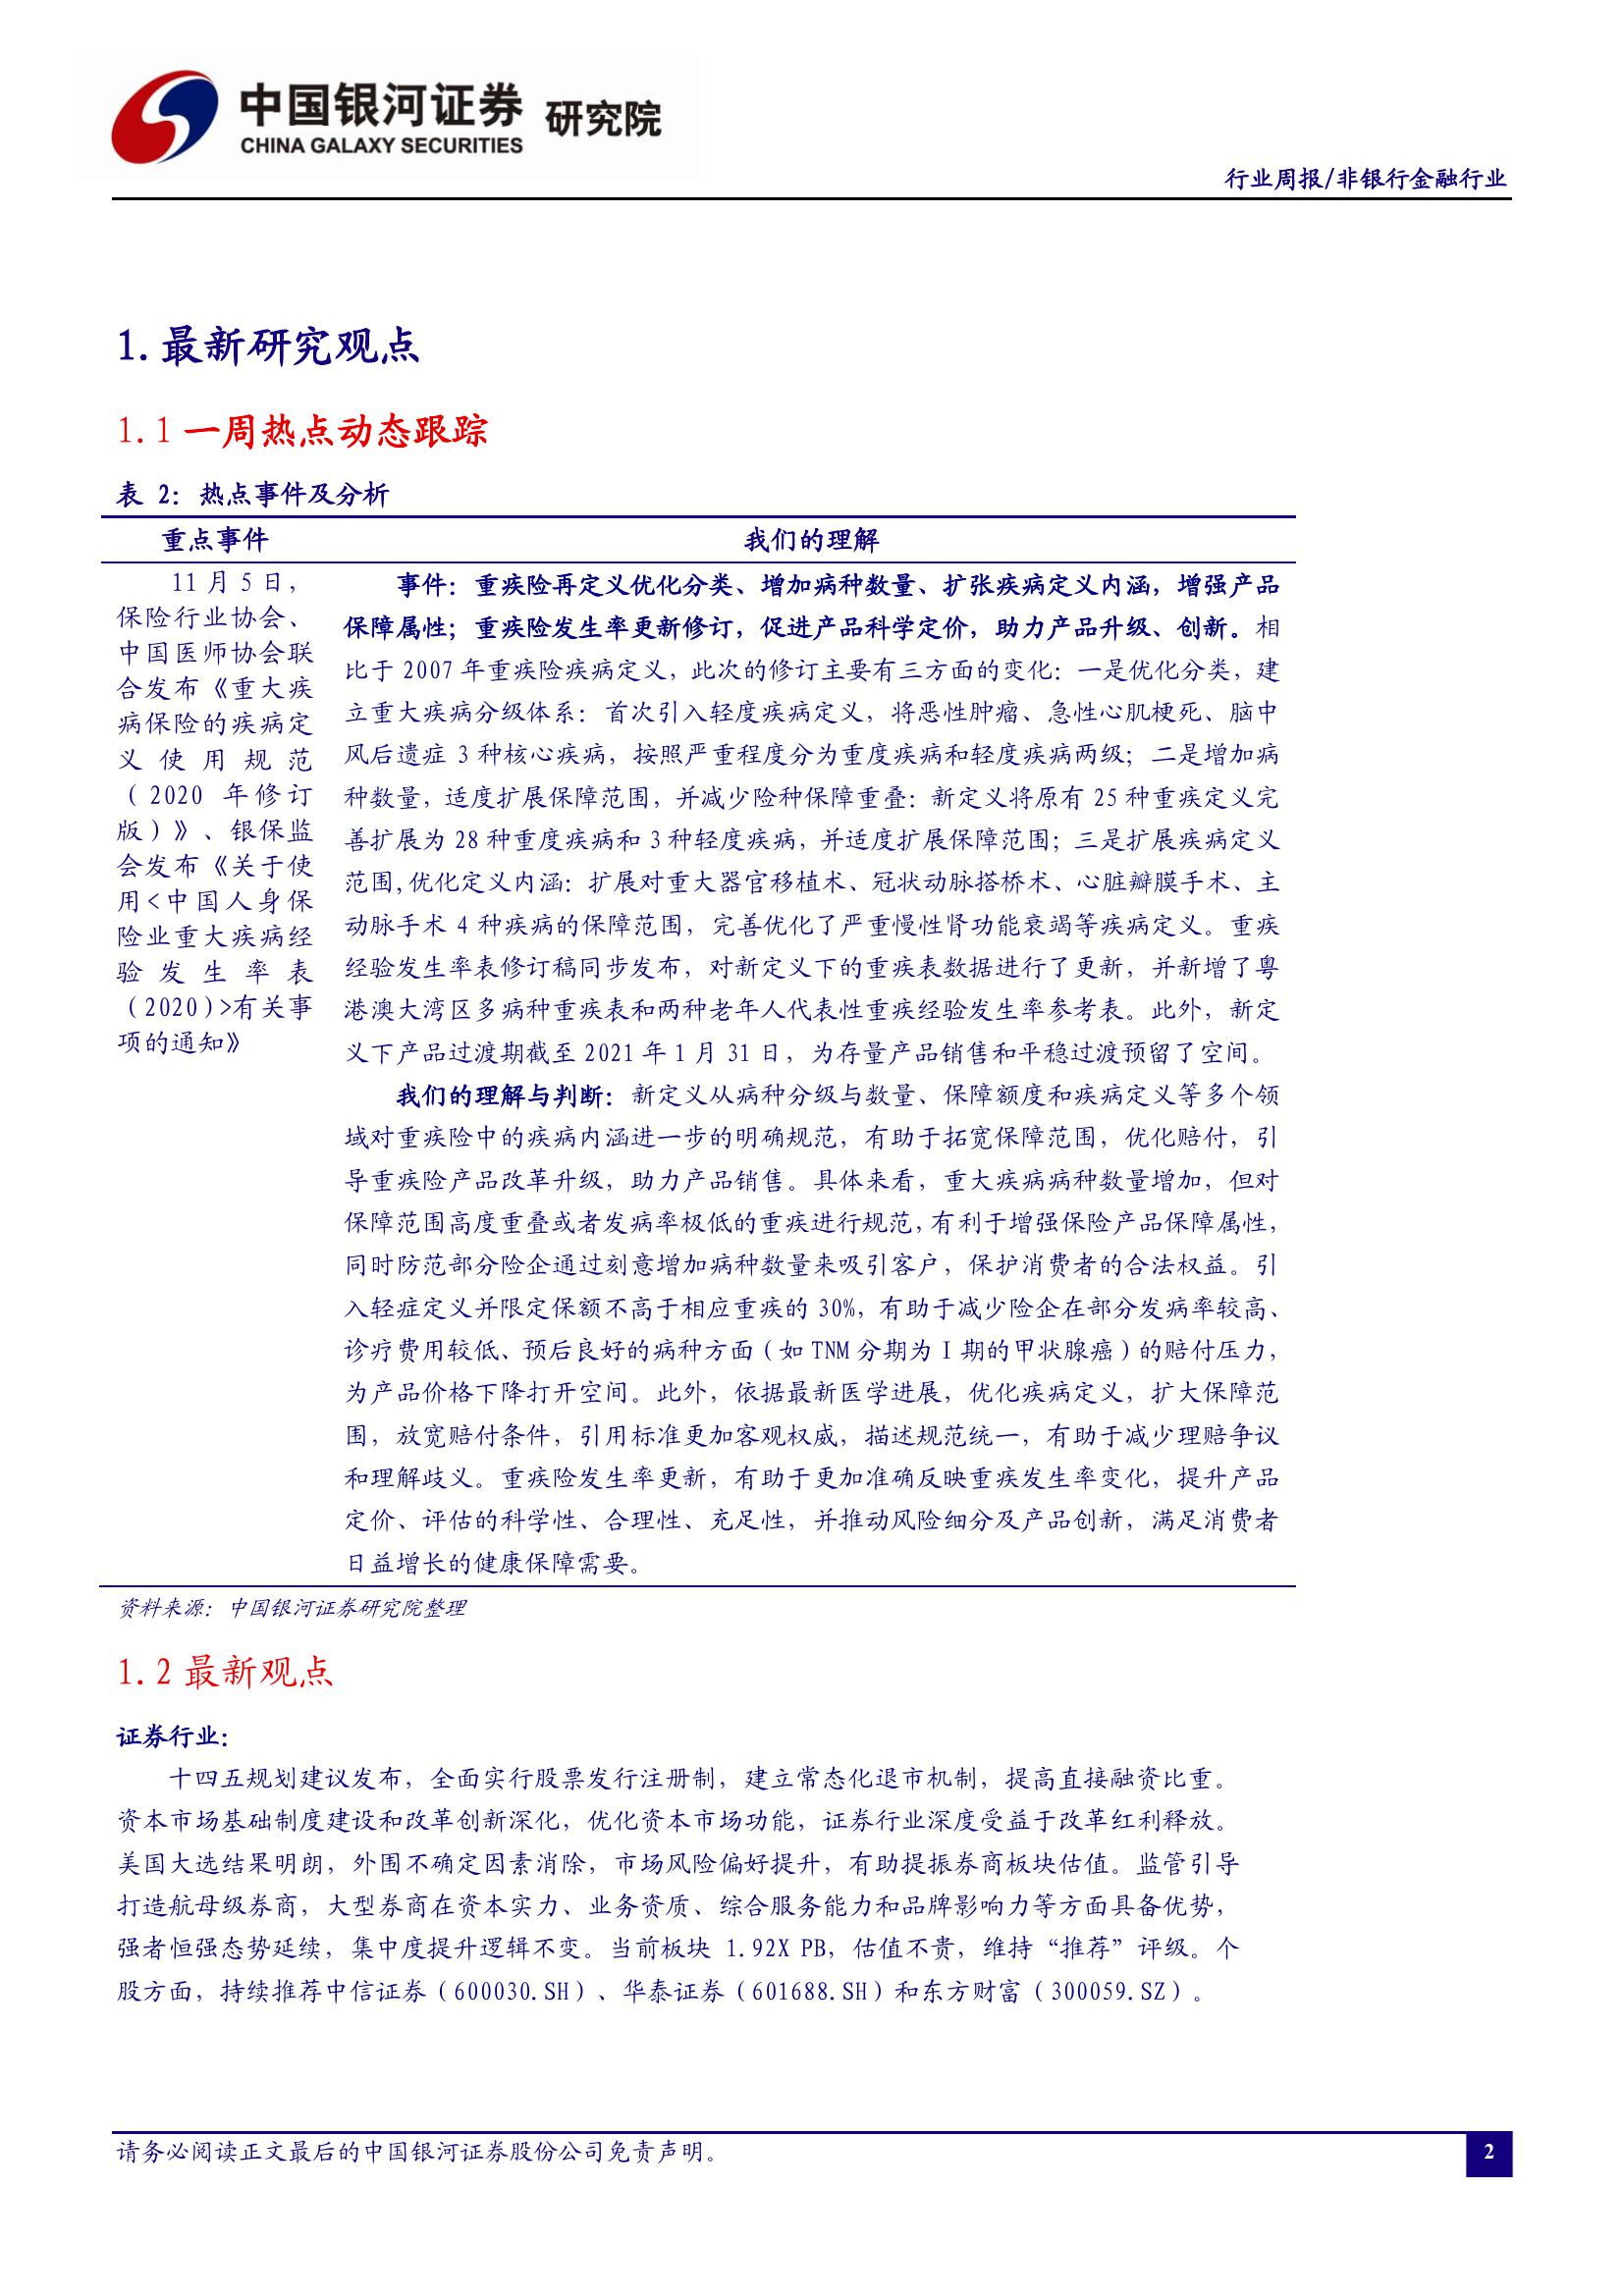 中国银河证券 研究院
CHINA GALAXY SECURITIES
行业周报/非银行金融行业
1.最新研究观点
1.1 一周热点动态跟踪
表 2：热点事件及分析
重点事件
我们的理解
11 月 5 日，
保险行业协会、
中国医师协会联
合发布《重大疾
病保险的疾病定
义使用规范
（2020 年修订
版）》、银保监
会发布《关于使
用<中国人身保
险业重大疾病经
验发生率表
（2020)>有关事
项的通知》
事件：重疾险再定义优化分类、增加病种数量、扩张疾病定义内涵，增强产品
保障属性；重疾险发生率更新修订，促进产品科学定价，助力产品升级、创新。相
比于 2007 年重疾险疾病定义，此次的修订主要有三方面的变化：一是优化分类，建
立重大疾病分级体系：首次引入轻度疾病定义，将恶性肿瘤、急性心肌梗死、脑中
风后遗症 3 种核心疾病，按照严重程度分为重度疾病和轻度疾病两级；二是增加病
种数量，适度扩展保障范围，并减少险种保障重叠：新定义将原有 25 种重疾定义完
善扩展为 28 种重度疾病和 3 种轻度疾病，并适度扩展保障范围；三是扩展疾病定义
范围,优化定义内涵：扩展对重大器官移植术、冠状动脉搭桥术、心脏瓣膜手术、主
动脉手术 4 种疾病的保障范围，完善优化了严重慢性肾功能衰竭等疾病定义。重疾
经验发生率表修订稿同步发布，对新定义下的重疾表数据进行了更新，并新增了粤
港澳大湾区多病种重疾表和两种老年人代表性重疾经验发生率参考表。此外，新定
义下产品过渡期截至 2021 年 1 月 31 日，为存量产品销售和平稳过渡预留了空间。
我们的理解与判断：新定义从病种分级与数量、保障额度和疾病定义等多个领
域对重疾险中的疾病内涵进一步的明确规范，有助于拓宽保障范围，优化赔付，引
导重疾险产品改革升级，助力产品销售。具体来看，重大疾病病种数量增加，但对
保障范围高度重叠或者发病率极低的重疾进行规范，有利于增强保险产品保障属性，
同时防范部分险企通过刻意增加病种数量来吸引客户，保护消费者的合法权益。引
入轻症定义并限定保额不高于相应重疾的 30%，有助于减少险企在部分发病率较高、
诊疗费用较低、预后良好的病种方面（如 TNM 分期为 I 期的甲状腺癌）的赔付压力，
为产品价格下降打开空间。此外，依据最新医学进展，优化疾病定义，扩大保障范
围，放宽赔付条件，引用标准更加客观权威，描述规范统一，有助于减少理赔争议
和理解歧义。重疾险发生率更新，有助于更加准确反映重疾发生率变化，提升产品
定价、评估的科学性、合理性、充足性，并推动风险细分及产品创新，满足消费者
日益增长的健康保障需要。
资料来源：中国银河证券研究院整理
1.2 最新观点
证券行业：
十四五规划建议发布，全面实行股票发行注册制，建立常态化退市机制，提高直接融资比重。
资本市场基础制度建设和改革创新深化，优化资本市场功能，证券行业深度受益于改革红利释放。
美国大选结果明朗，外围不确定因素消除，市场风险偏好提升，有助提振券商板块估值。监管引导
打造航母级券商，大型券商在资本实力、业务资质、综合服务能力和品牌影响力等方面具备优势，
强者恒强态势延续，集中度提升逻辑不变。当前板块 1.92X PB，估值不贵，维持“推荐”评级。个
股方面，持续推荐中信证券（600030.SH）、华泰证券（601688.SH）和东方财富（300059.SZ）。
请务必阅读正文最后的中国银河证券股份公司免责声明。
2